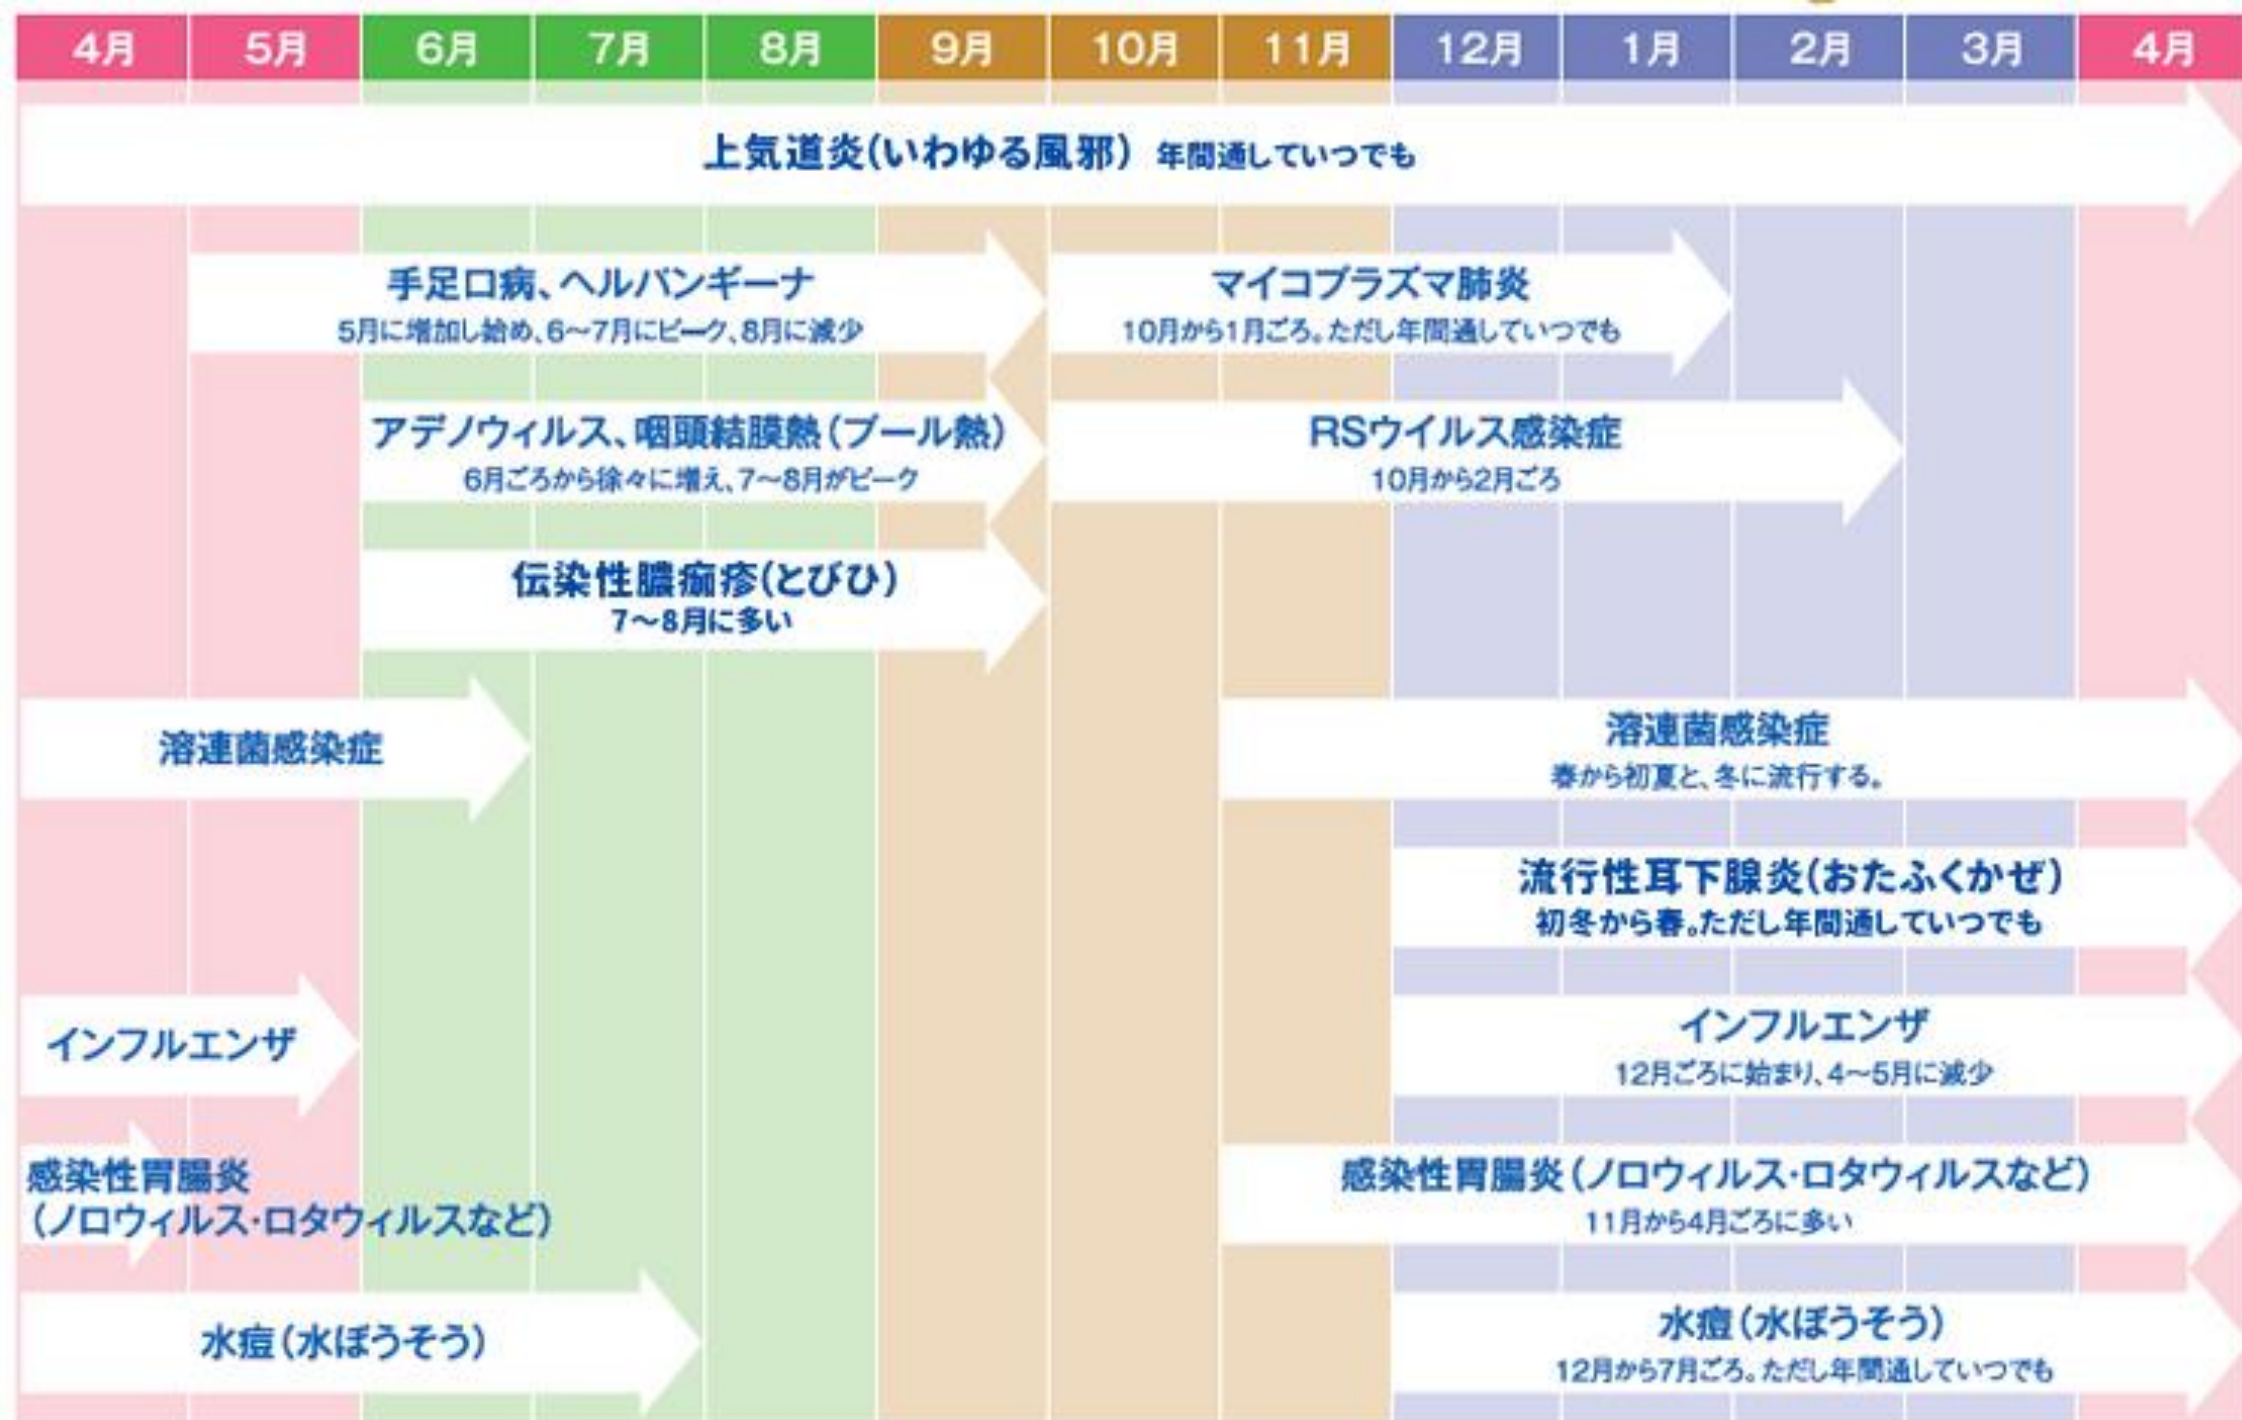 4月 5月 6月 7月 8月 9月 10月 11月 12月 1月 2月 3月 4月
上気道炎(いわゆる風邪) 年間通していつでも
手足口病、ヘルパンギーナ
5月に増加し始め、6〜7月にピーク、8月に減少
マイコプラズマ肺炎
10月から1月ごろ。ただし年間通していつでも
アデノウィルス、咽頭結膜熱(プール熱)
6月ごろから徐々に増え、7〜8月がピーク
RSウイルス感染症
10月から2月ごろ
伝染性膿痂疹(とびひ)
7〜8月に多い
溶連菌感染症
溶連菌感染症
春から初夏と、冬に流行する。
流行性耳下腺炎(おたふくかぜ)
初冬から春。ただし年間通していつでも
インフルエンザ
インフルエンザ
12月ごろに始まり、4〜5月に減少
感染性胃腸炎
(ノロウィルス・ロタウィルスなど)
感染性胃腸炎(ノロウィルス・ロタウィルスなど)
11月から4月ごろに多い
水痘(水ぼうそう)
水痘(水ぼうそう)
12月から7月ごろ。ただし年間通していつでも